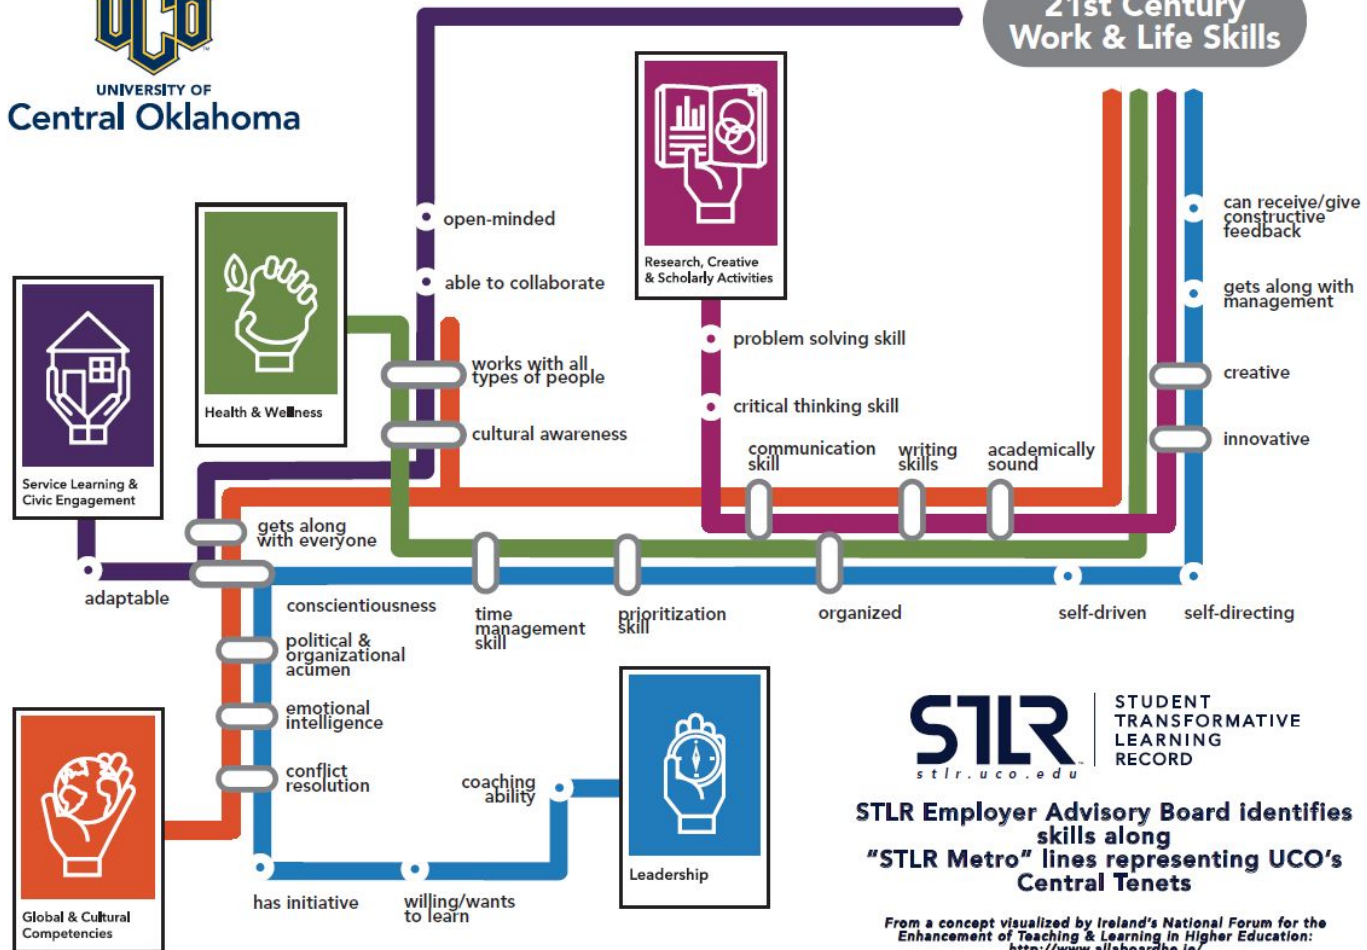 UCO
UNIVERSITY OF
Central Oklahoma
21st Century
Work & Life Skills
open-minded
able to collaborate
works with all
types of people
cultural awareness
Health & Wellness
Research, Creative
& Scholarly Activities
problem solving skill
critical thinking skill
communication
skill
writing
skills
academically
sound
can receive/give
constructive
feedback
gets along with
management
creative
innovative
Service Learning &
Civic Engagement
gets along
with everyone
adaptable
conscientiousness
time
management
skill
prioritization
skill
organized
self-driven
self-directing
political &
organizational
acumen
emotional
intelligence
conflict
resolution
coaching
ability
has initiative
willing/wants
to learn
Leadership
Global & Cultural
Competencies
STLR
stlr.uco.edu
STUDENT
TRANSFORMATIVE
LEARNING
RECORD
STLR Employer Advisory Board identifies
skills along
"STLR Metro" lines representing UCO's
Central Tenets
From a concept visualized by Ireland's National Forum for the
Enhancement of Teaching & Learning in Higher Education:
http://www.allaboardhe.ie/